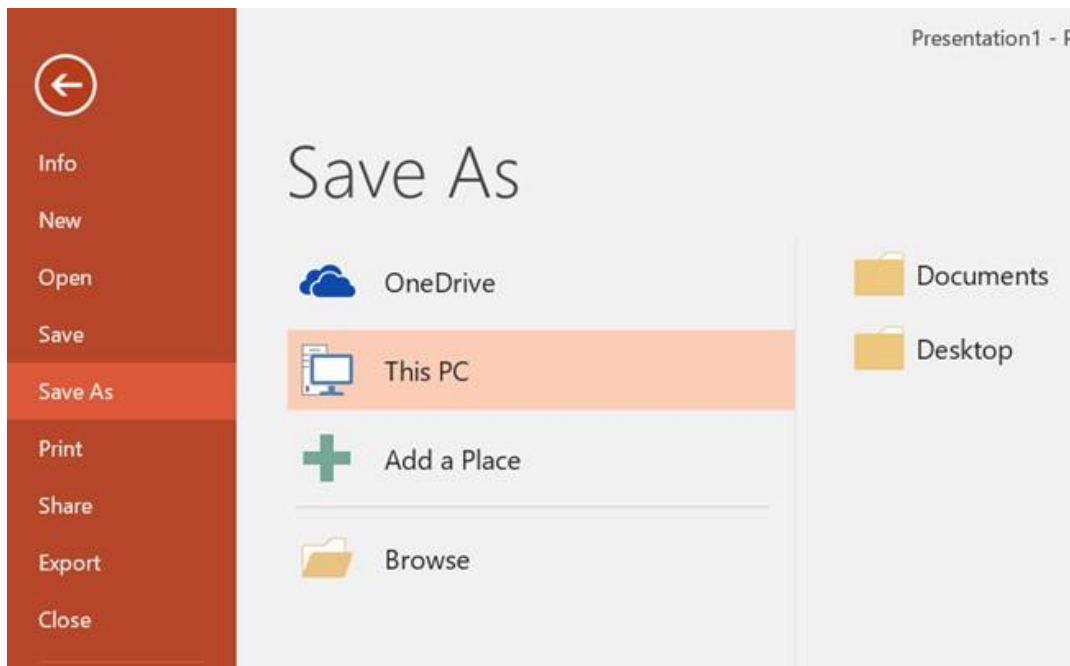 Presentation1 -
Info
New
Open
Save
Save As
Print
Share
Export
Close
Save As
OneDrive
This PC
Add a Place
Browse
Documents
Desktop